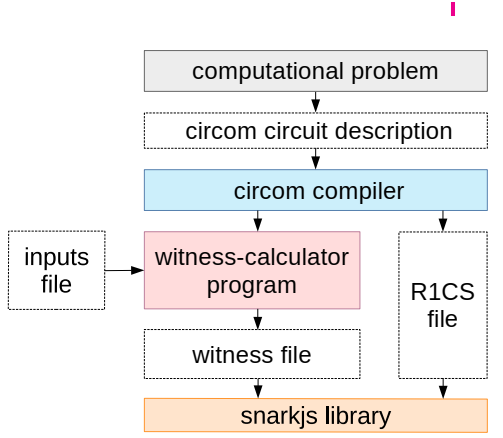 computational problem
circom circuit description
circom compiler
inputs
file
witness-calculator
program
R1CS
file
witness file
snarkjs library